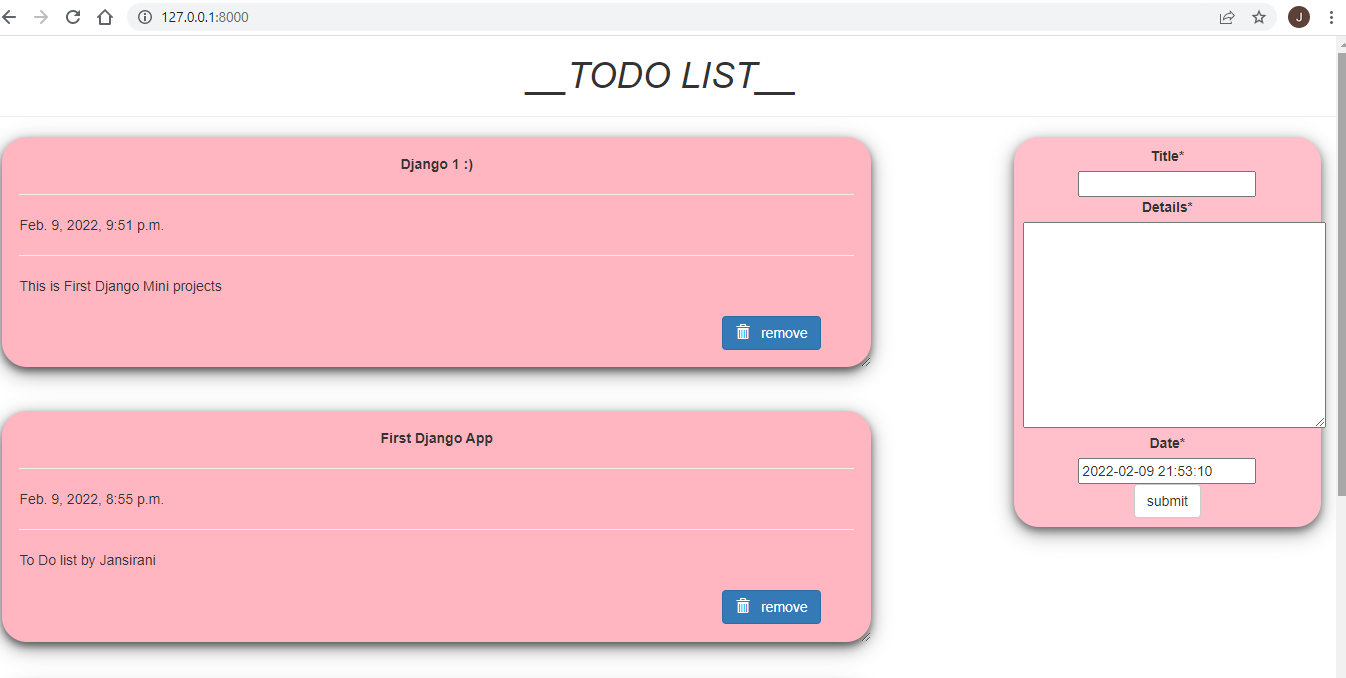 127.0.0.1:8000
J
__TODO LIST__
Django 1 :)
Feb. 9, 2022, 9:51 p.m.
This is First Django Mini projects
remove
First Django App
Feb. 9, 2022, 8:55 p.m.
To Do list by Jansirani
remove
Title*
Details*
Date*
2022-02-09 21:53:10
submit